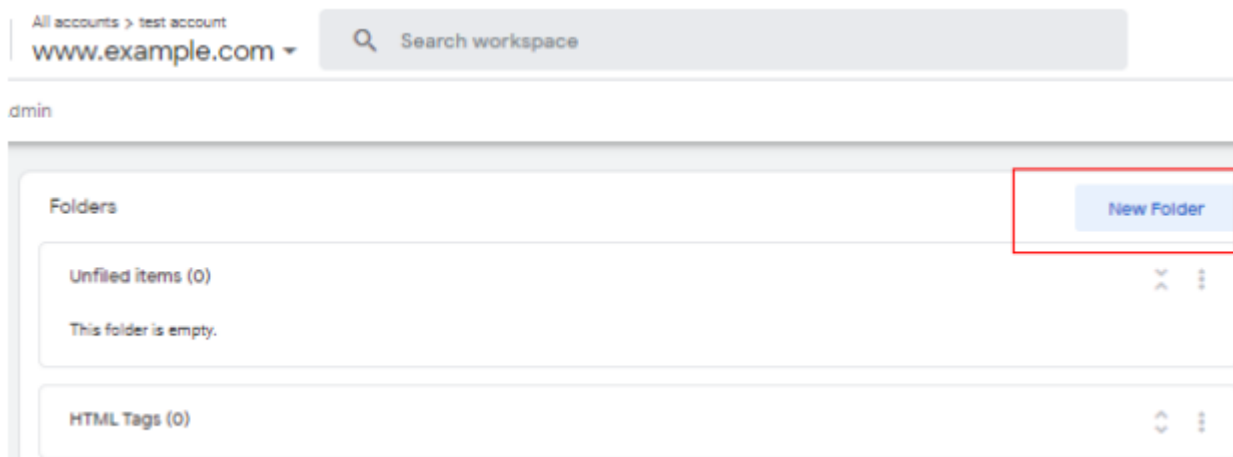 All accounts > test account
www.example.com
Search workspace
dmin
Folders
New Folder
Unfiled items (0)
This folder is empty.
HTML Tags (0)